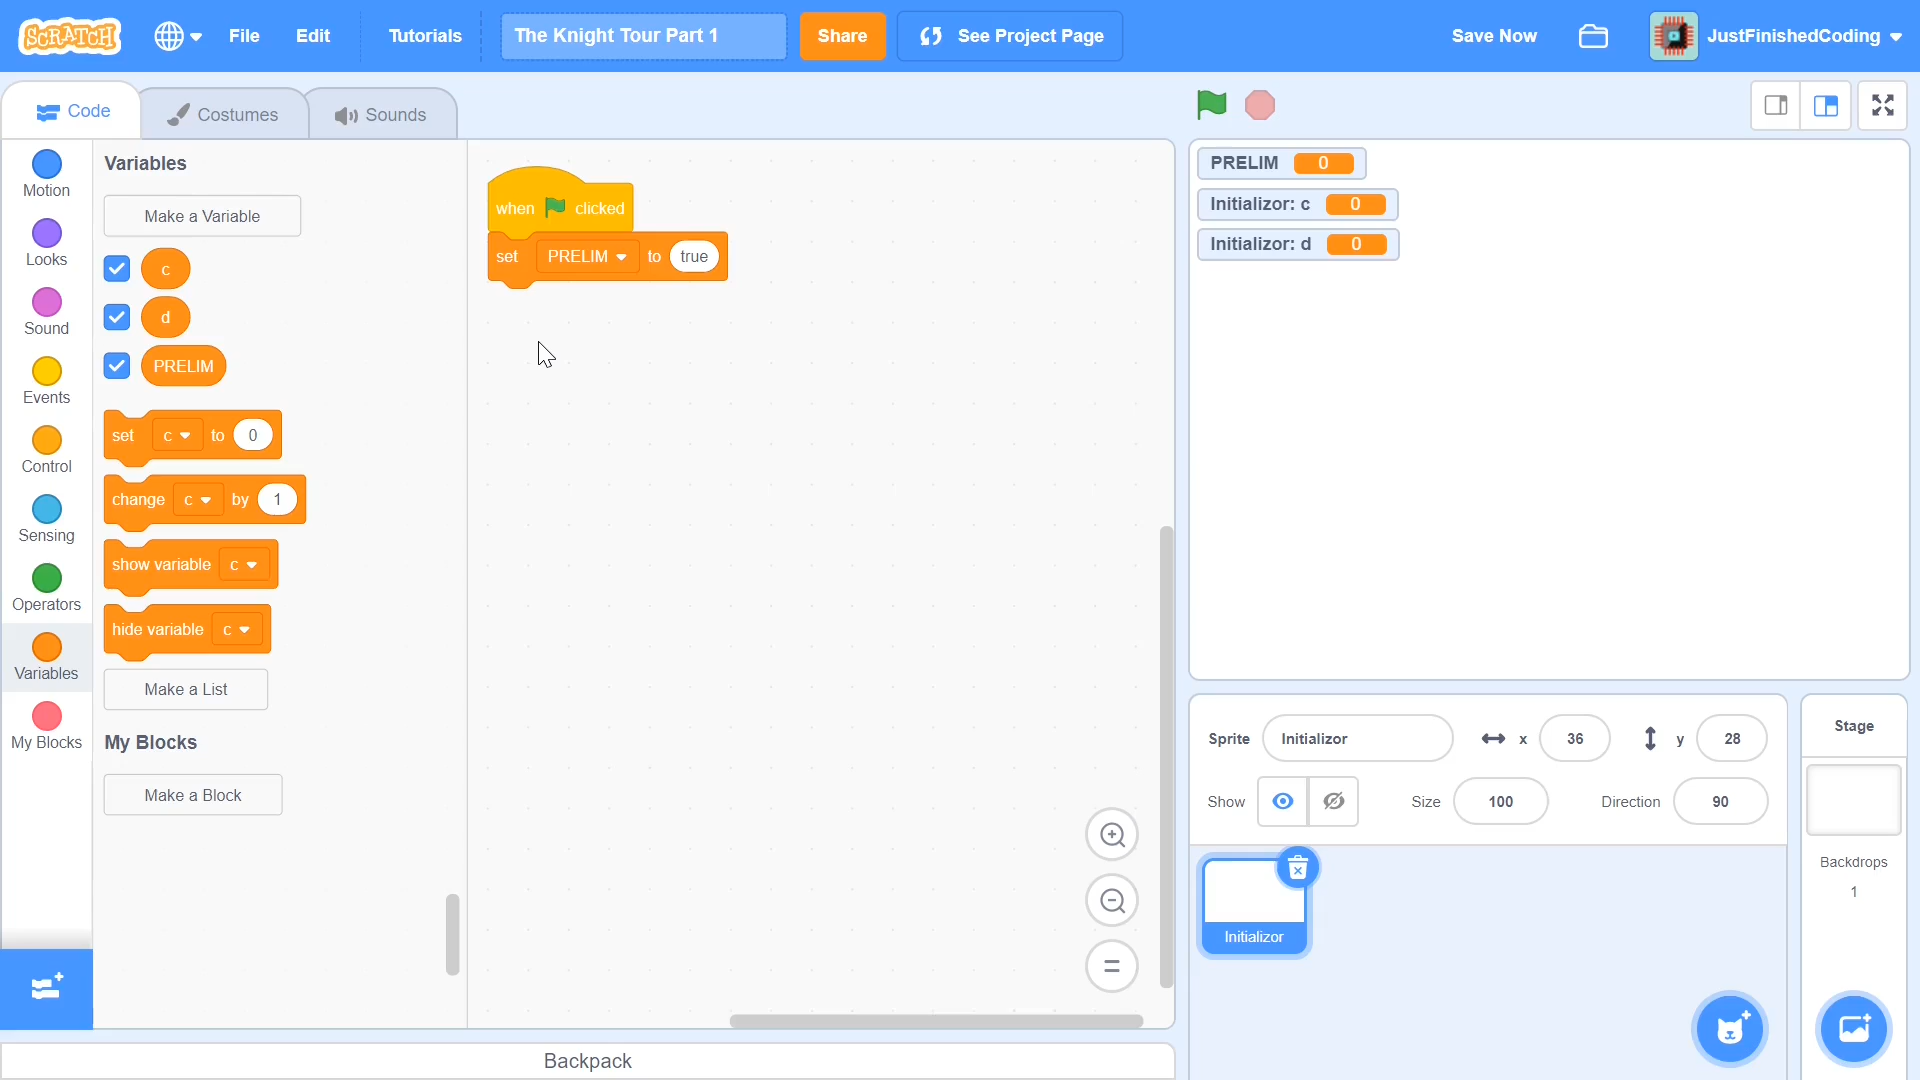 SCRATCH File Edit Tutorials The Knight Tour Part 1 Share See Project Page Save Now JustFinishedCoding
Code Costumes Sounds
Motion
Looks
Sound
Events
Control
Sensing
Operators
Variables
My Blocks
Variables
Make a Variable
c
d
PRELIM
set c to 0
change c by 1
show variable c
hide variable c
Make a List
My Blocks
Make a Block
when clicked
set PRELIM to true
PRELIM 0
Initializor: c 0
Initializor: d 0
Sprite Initializor x 36 y 28
Show Size 100 Direction 90
Initializor
Stage
Backdrops
1
Backpack